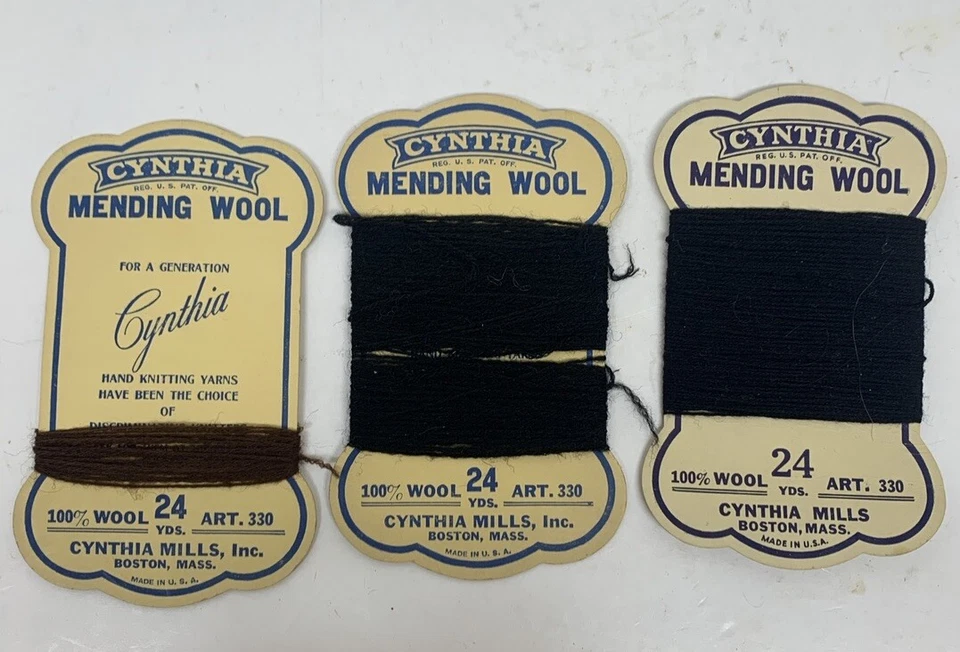 CYNTHIA
REG. U. S. PAT. OFF.
MENDING WOOL
FOR A GENERATION
Cynthia
HAND KNITTING YARNS
HAVE BEEN THE CHOICE
OF
100% WOOL 24 YDS. ART. 330
CYNTHIA MILLS, Inc.
BOSTON, MASS.
MADE IN U. S. A.
CYNTHIA
REG. U. S. PAT. OFF.
MENDING WOOL
100% WOOL 24 YDS. ART. 330
CYNTHIA MILLS, Inc.
BOSTON, MASS.
MADE IN U. S. A.
CYNTHIA
REG. U. S. PAT. OFF.
MENDING WOOL
100% WOOL 24 YDS. ART. 330
CYNTHIA MILLS
BOSTON, MASS.
MADE IN U.S.A.